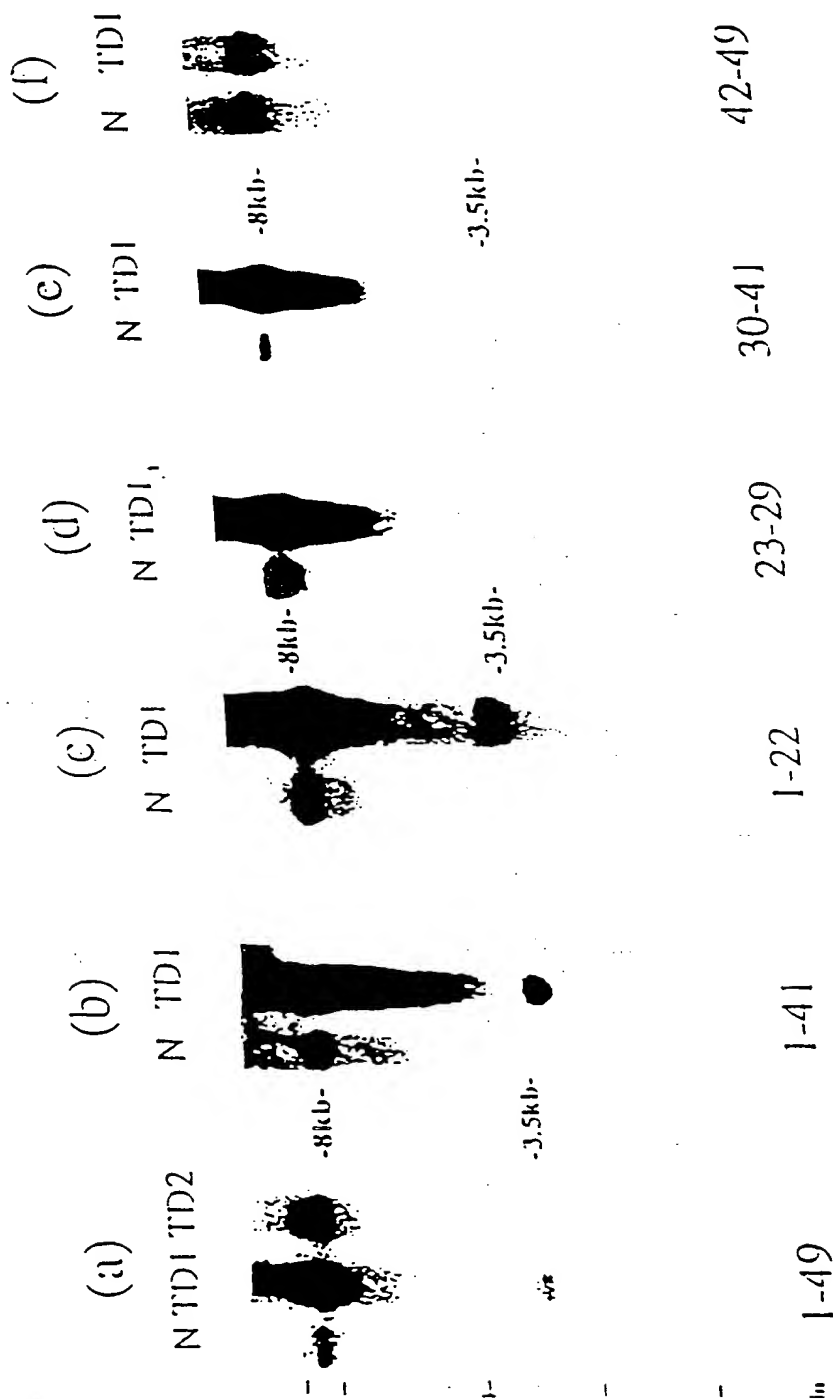 (a) (b) (c) (d) (e) (f)
N TD1 TD2 N TD1 N TD1 N TD1 N TD1 N TD1
-8kb- -8kb- -8kb-
-3.5kb- -3.5kb- -3.5kb-
1-49 1-41 1-22 23-29 30-41 42-49